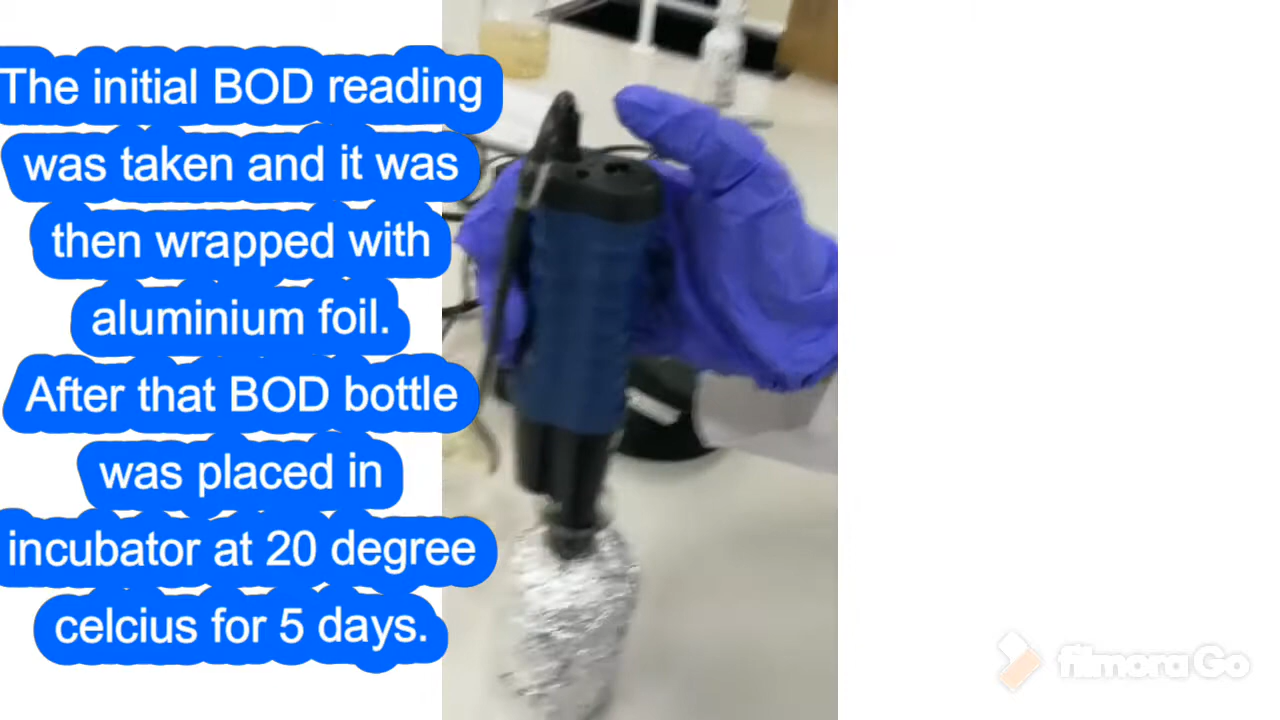 The initial BOD reading
was taken and it was
then wrapped with
aluminium foil.
After that BOD bottle
was placed in
incubator at 20 degree
celcius for 5 days.
filmora Go